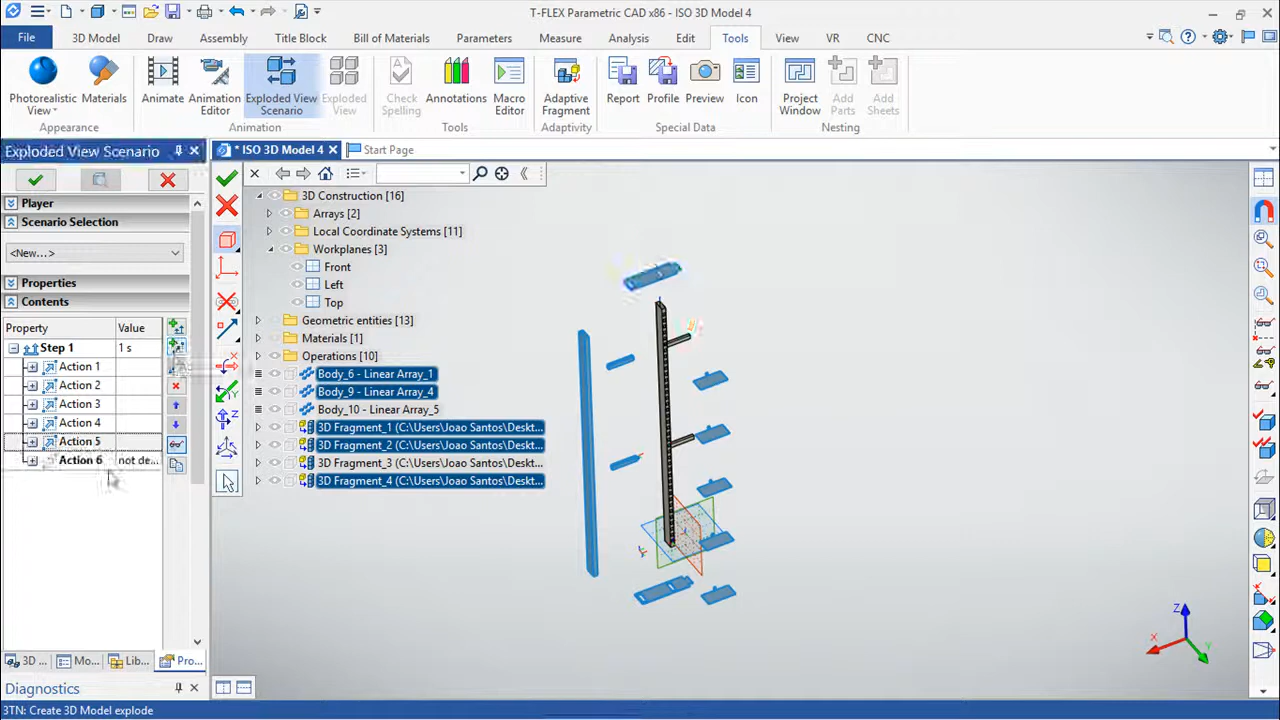 T-FLEX Parametric CAD x86 - ISO 3D Model 4
File 3D Model Draw Assembly Title Block Bill of Materials Parameters Measure Analysis Edit Tools View VR CNC
Photorealistic View Materials Animate Animation Editor Exploded View Scenario Exploded View Check Spelling Annotations Macro Editor Adaptive Fragment Report Profile Preview Icon Project Window Add Parts Add Sheets
Appearance Animation Tools Adaptivity Special Data Nesting
Exploded View Scenario
* ISO 3D Model 4 Start Page
Player
Scenario Selection
<New...>
Properties
Contents
Property Value
Step 1 1 s
Action 1
Action 2
Action 3
Action 4
Action 5
Action 6 not de...
3D Construction [16]
Arrays [2]
Local Coordinate Systems [11]
Workplanes [3]
Front
Left
Top
Geometric entities [13]
Materials [1]
Operations [10]
Body_6 - Linear Array_1
Body_9 - Linear Array_4
Body_10 - Linear Array_5
3D Fragment_1 (C:\Users\Joao Santos\Deskt...
3D Fragment_2 (C:\Users\Joao Santos\Deskt...
3D Fragment_3 (C:\Users\Joao Santos\Deskt...
3D Fragment_4 (C:\Users\Joao Santos\Deskt...
Z
X
Y
3D ... Mo... Lib... Pro...
Diagnostics
3TN: Create 3D Model explode